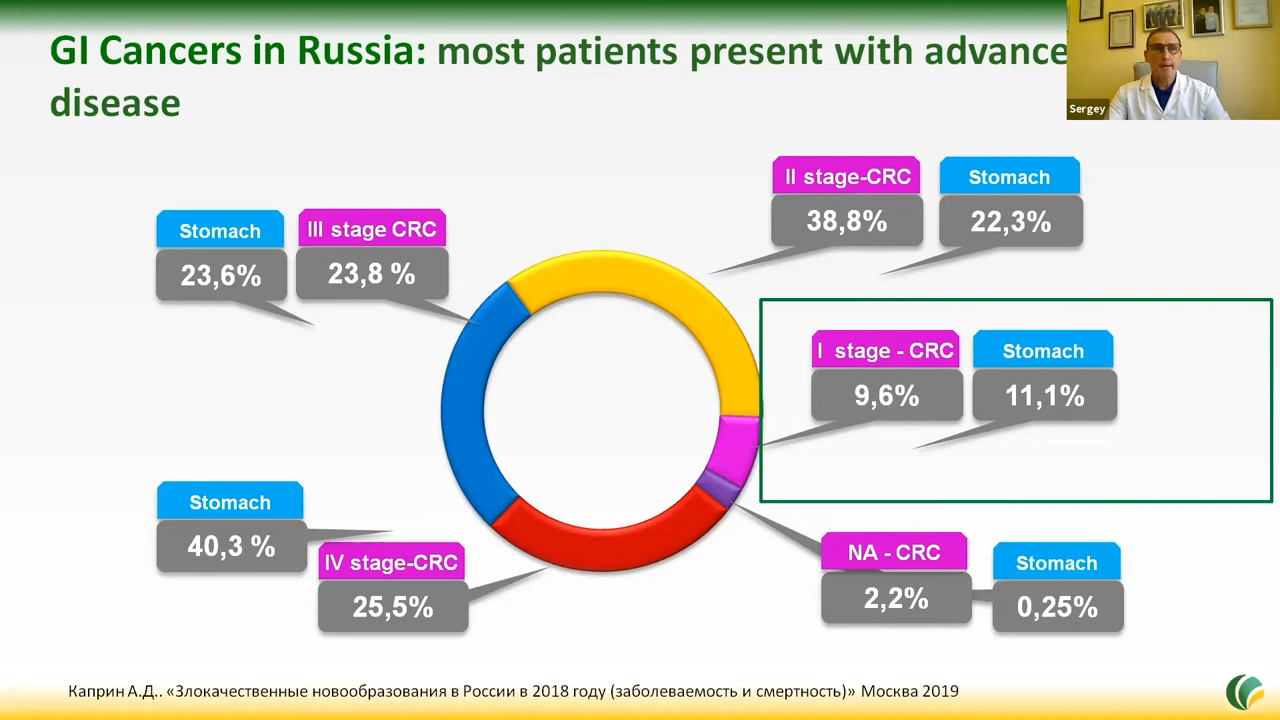 GI Cancers in Russia: most patients present with advance
disease
Sergey
II stage-CRC
38,8%
Stomach
22,3%
Stomach
23,6%
III stage CRC
23,8 %
I stage - CRC
9,6%
Stomach
11,1%
Stomach
40,3 %
IV stage-CRC
25,5%
NA - CRC
2,2%
Stomach
0,25%
Каприн А.Д.. «Злокачественные новообразования в России в 2018 году (заболеваемость и смертность)» Москва 2019